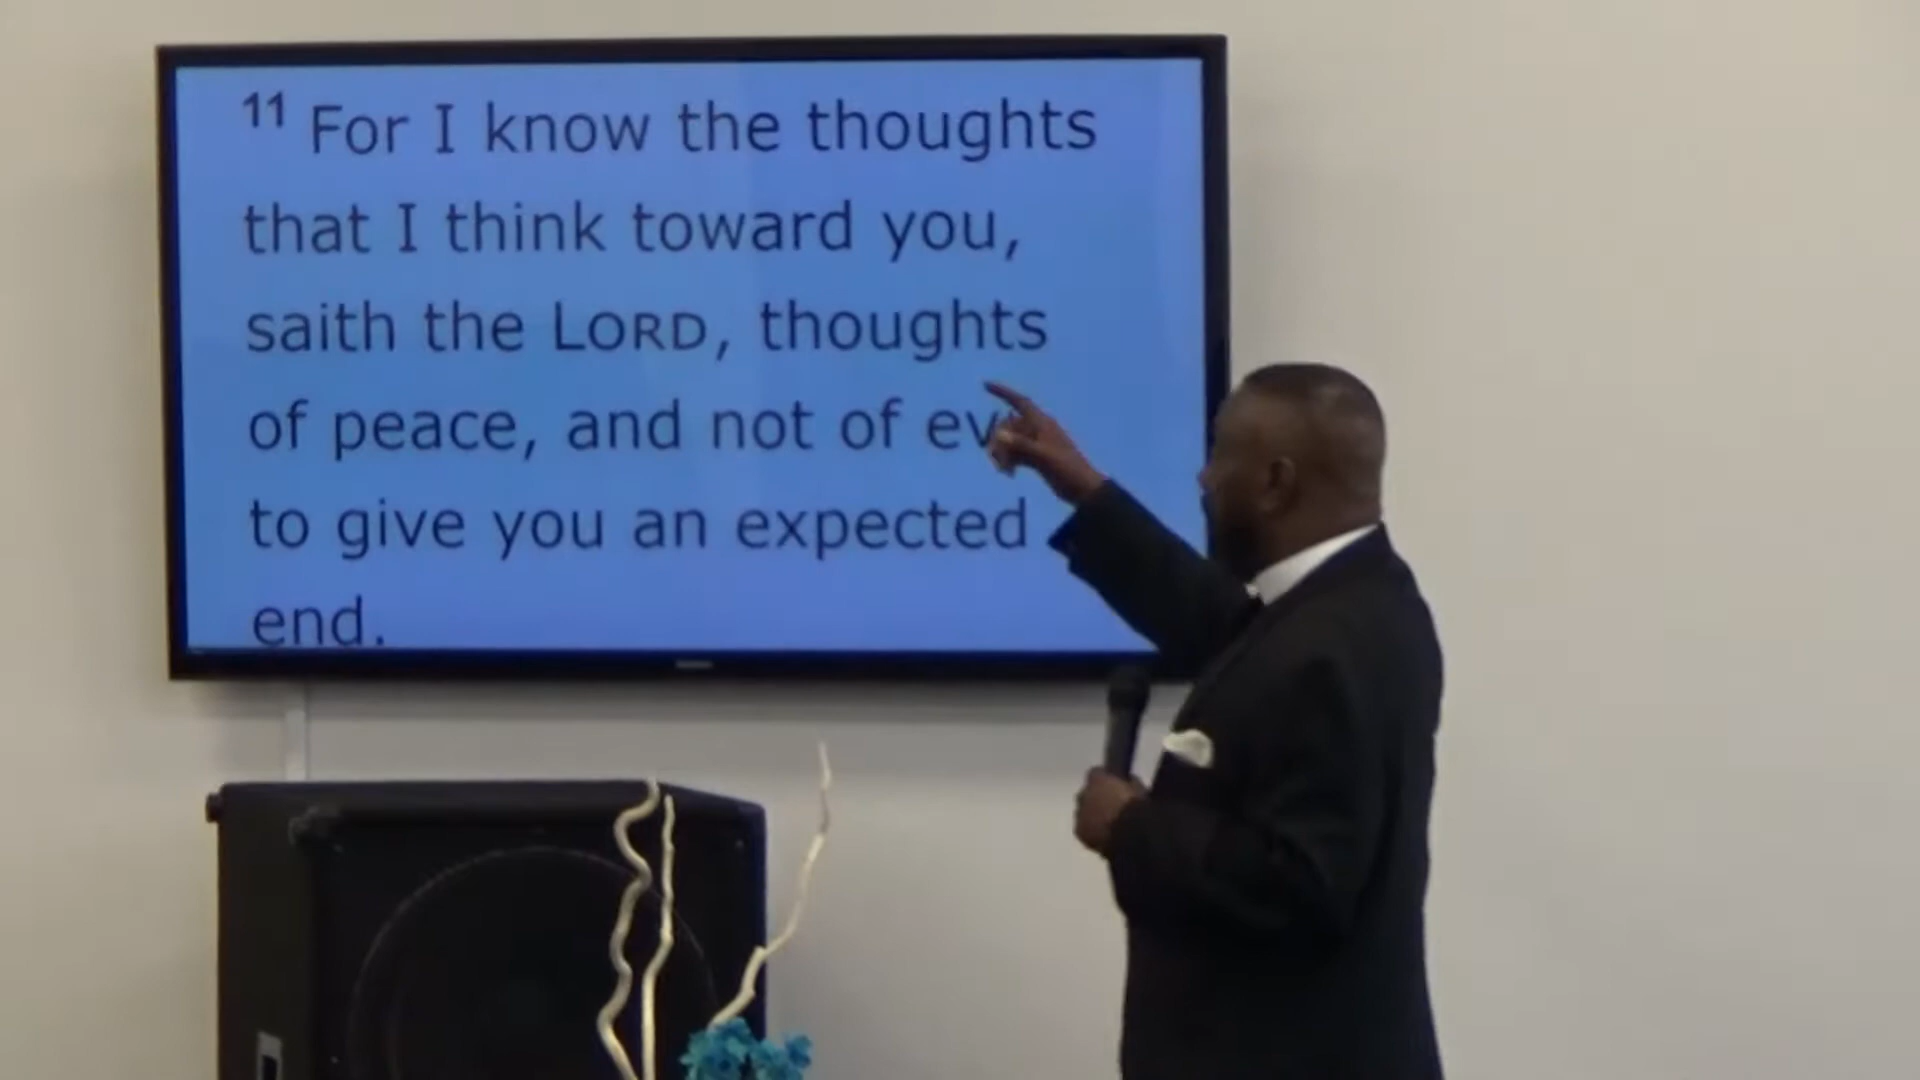 11 For I know the thoughts
that I think toward you,
saith the LORD, thoughts
of peace, and not of
to give you an expected
end.